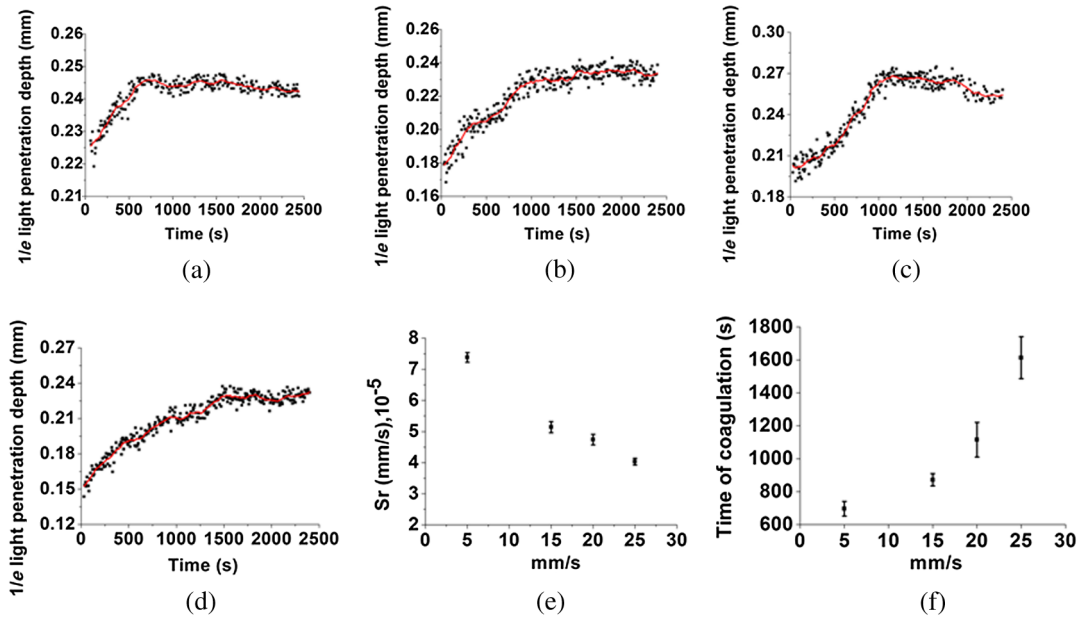 1/e light penetration depth (mm)
0.26
0.25
0.24
0.23
0.22
0.21
0 500 1000 1500 2000 2500
Time (s)
(a)
1/e light penetration depth (mm)
0.26
0.24
0.22
0.20
0.18
0.16
0 500 1000 1500 2000 2500
Time (s)
(b)
1/e light penetration depth (mm)
0.30
0.27
0.24
0.21
0.18
0 500 1000 1500 2000 2500
Time (s)
(c)
1/e light penetration depth (mm)
0.27
0.24
0.21
0.18
0.15
0.12
0 500 1000 1500 2000 2500
Time (s)
(d)
Sr (mm/s),10-5
8
7
6
5
4
3
2
0 5 10 15 20 25 30
mm/s
(e)
Time of coagulation (s)
1800
1600
1400
1200
1000
800
600
0 5 10 15 20 25 30
mm/s
(f)